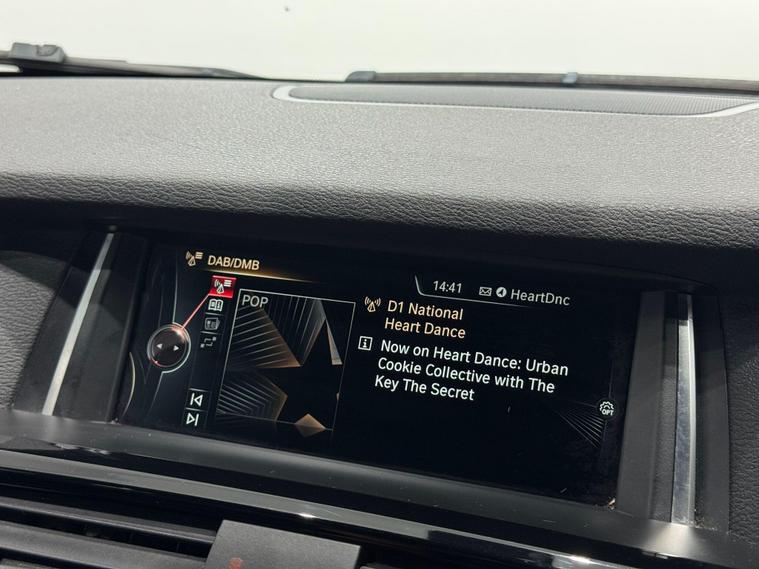 DAB/DMB
14:41 HeartDnc
POP
D1 National
Heart Dance
Now on Heart Dance: Urban
Cookie Collective with The
Key The Secret
OPT